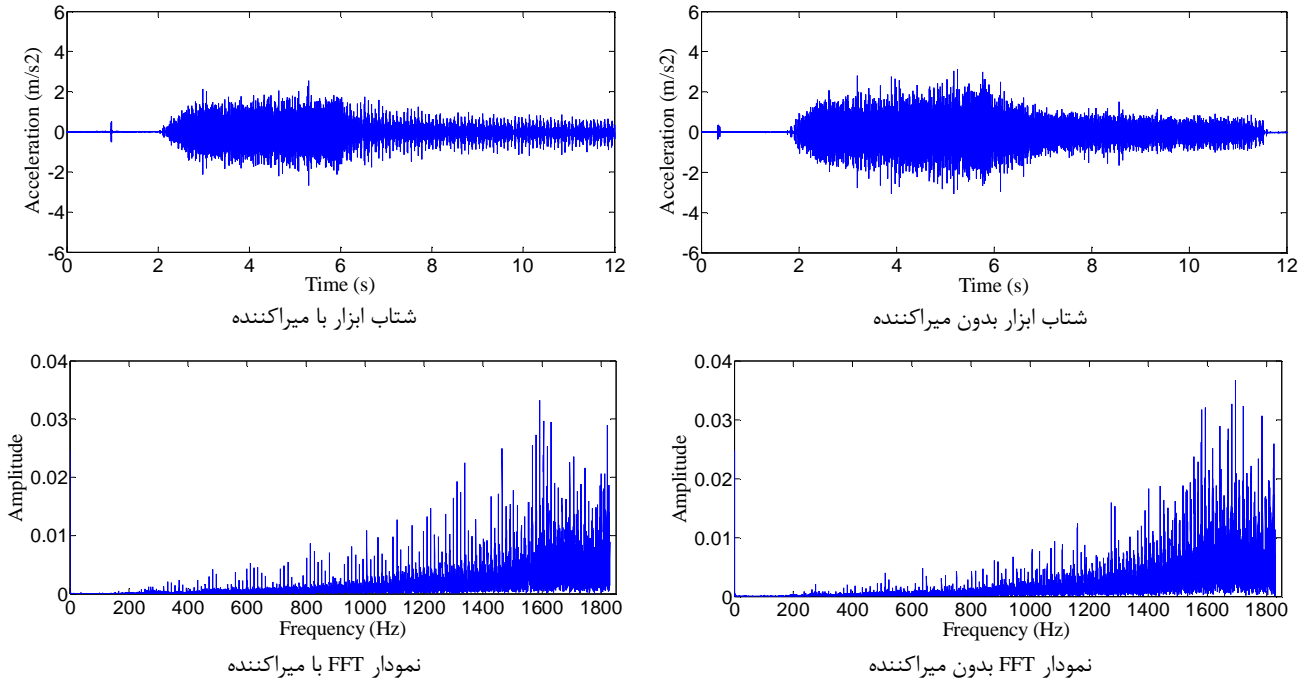 6
4
2
0
-2
-4
-6
Acceleration (m/s2)
0 2 4 6 8 10 12
Time (s)
شتاب ابزار با میراکننده
6
4
2
0
-2
-4
-6
Acceleration (m/s2)
0 2 4 6 8 10 12
Time (s)
شتاب ابزار بدون میراکننده
0.04
0.03
0.02
0.01
0
Amplitude
0 200 400 600 800 1000 1200 1400 1600 1800
Frequency (Hz)
نمودار FFT با میراکننده
0.04
0.03
0.02
0.01
0
Amplitude
0 200 400 600 800 1000 1200 1400 1600 1800
Frequency (Hz)
نمودار FFT بدون میراکننده